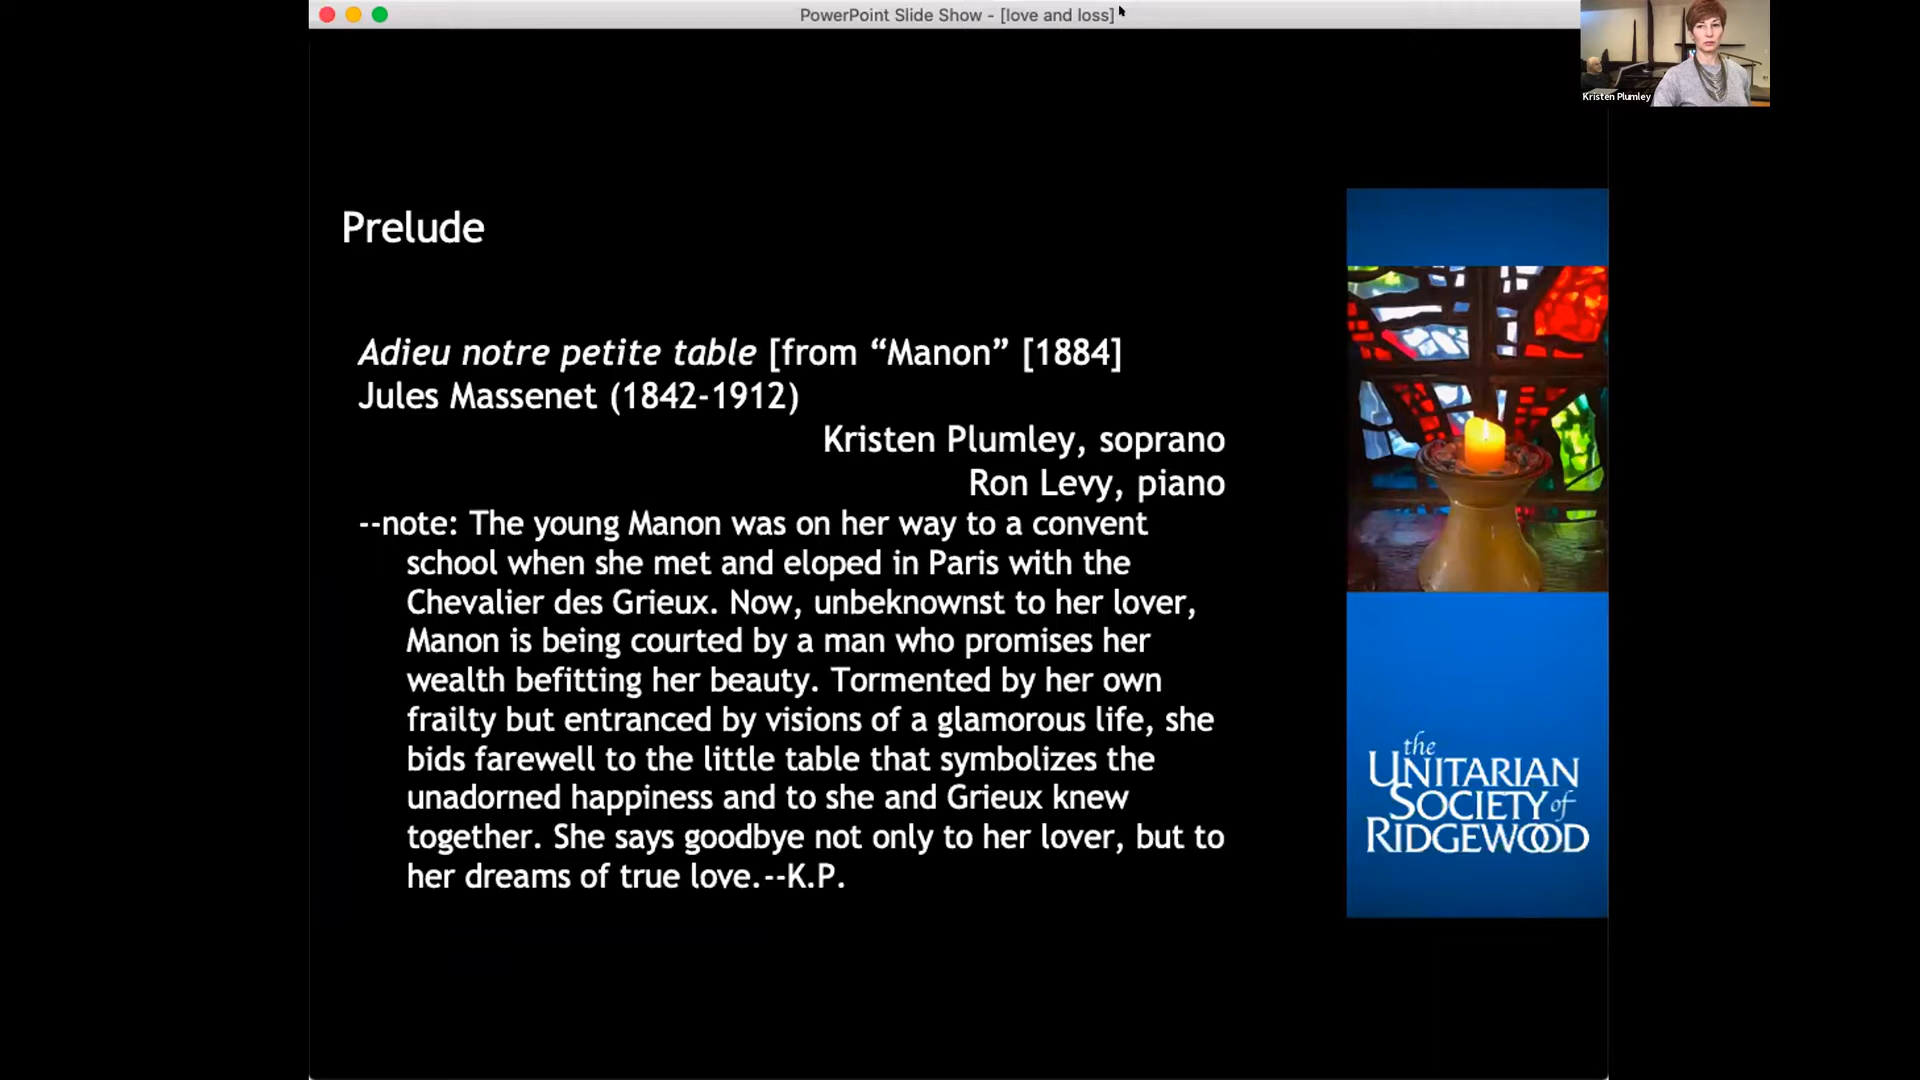 PowerPoint Slide Show - [love and loss]
Kristen Plumley
Prelude
Adieu notre petite table [from “Manon” [1884]
Jules Massenet (1842-1912)
Kristen Plumley, soprano
Ron Levy, piano
--note: The young Manon was on her way to a convent
school when she met and eloped in Paris with the
Chevalier des Grieux. Now, unbeknownst to her lover,
Manon is being courted by a man who promises her
wealth befitting her beauty. Tormented by her own
frailty but entranced by visions of a glamorous life, she
bids farewell to the little table that symbolizes the
unadorned happiness and to she and Grieux knew
together. She says goodbye not only to her lover, but to
her dreams of true love.--K.P.
the
UNITARIAN
SOCIETY of
RIDGEWOOD